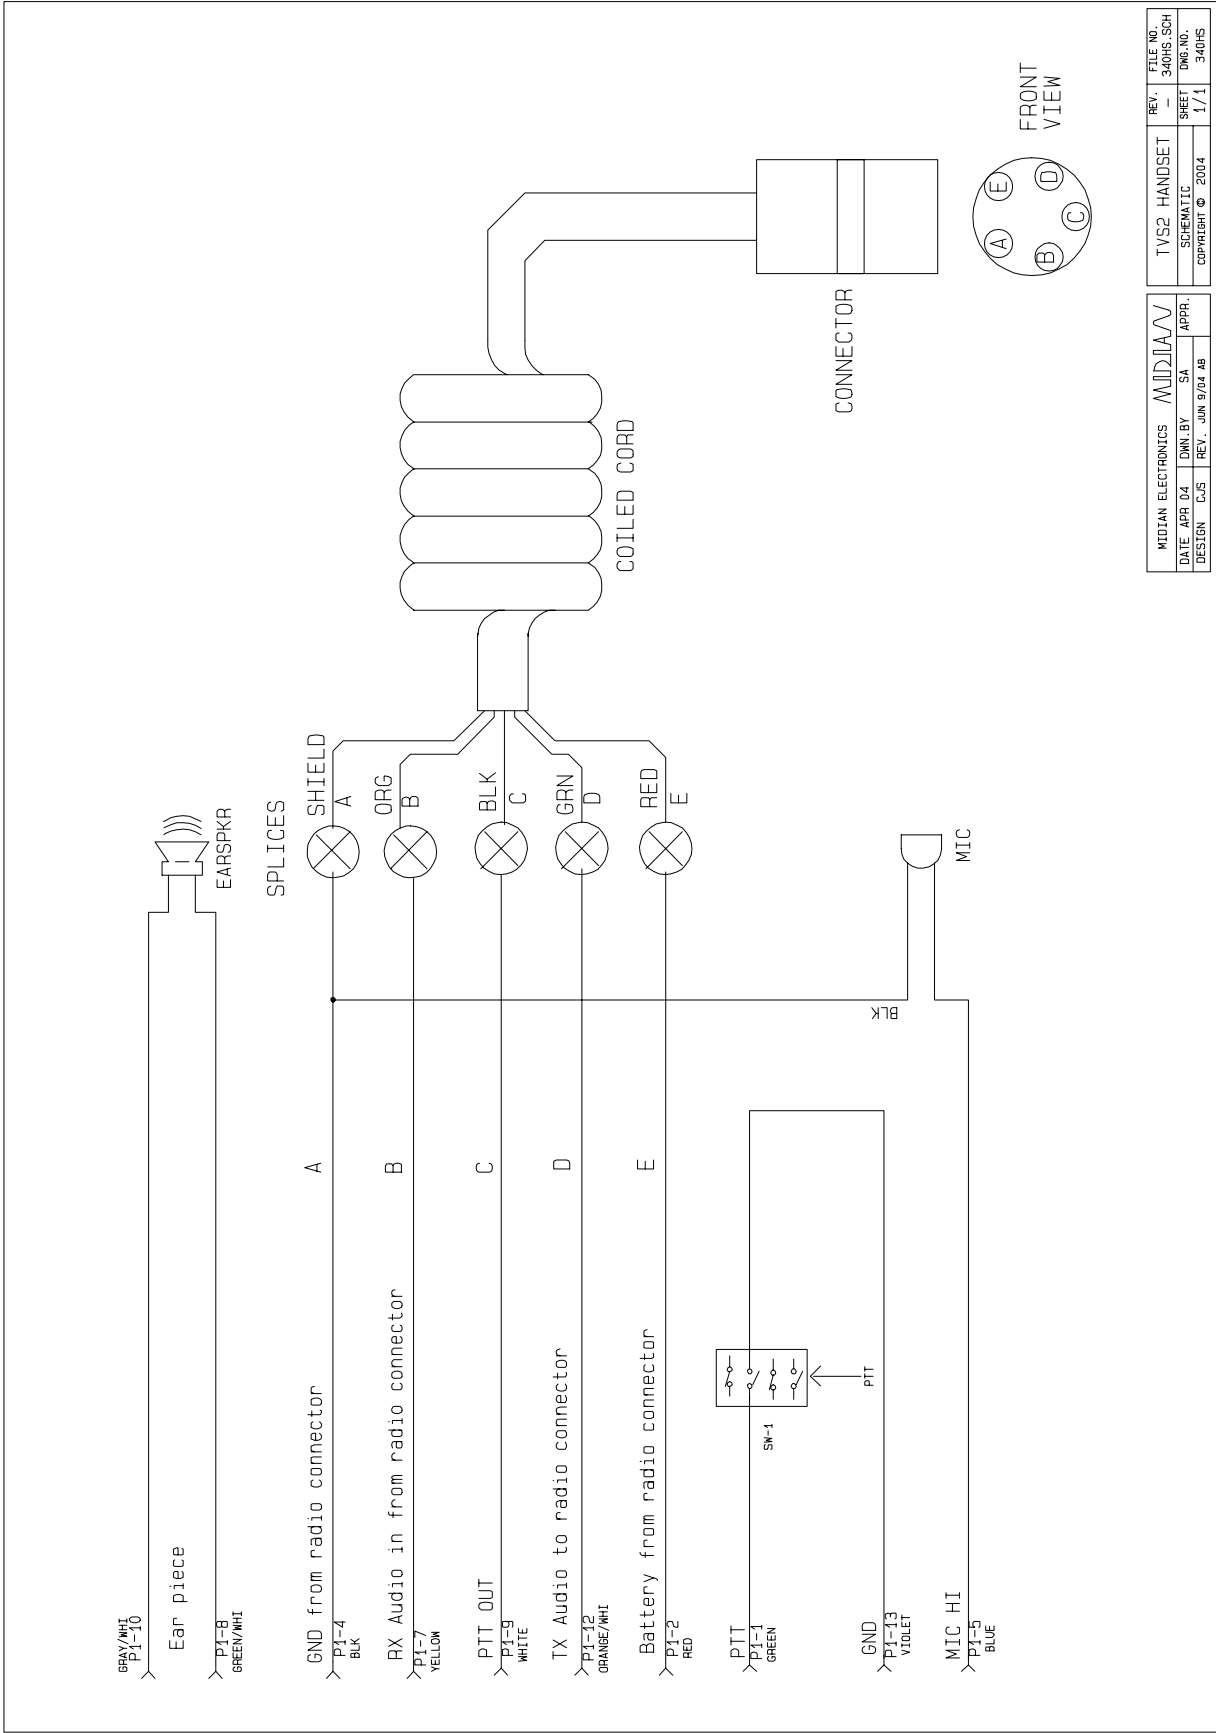 GRAY/WHI
P1-10
Ear piece
P1-8
GREEN/WHI
EARSPKR
SPLICES
GND from radio connector
P1-4
BLK
A
SHIELD
A
RX Audio in from radio connector
P1-7
YELLOW
B
ORG
B
PTT OUT
P1-9
WHITE
C
BLK
C
TX Audio to radio connector
P1-12
ORANGE/WHI
D
GRN
D
Battery from radio connector
P1-2
RED
E
RED
E
COILED CORD
PTT
P1-1
GREEN
SW-1
PTT
GND
P1-13
VIOLET
BLK
MIC HI
P1-5
BLUE
MIC
CONNECTOR
A
E
B
D
C
FRONT
VIEW
MIDIAN ELECTRONICS MIDIAN
DATE APR 04 DWN.BY SA APPR.
DESIGN CJS REV. JUN 9/04 AB
TVS2 HANDSET
SCHEMATIC
COPYRIGHT © 2004
REV.
-
FILE NO.
340HS.SCH
SHEET
1/1
DWG.NO.
340HS